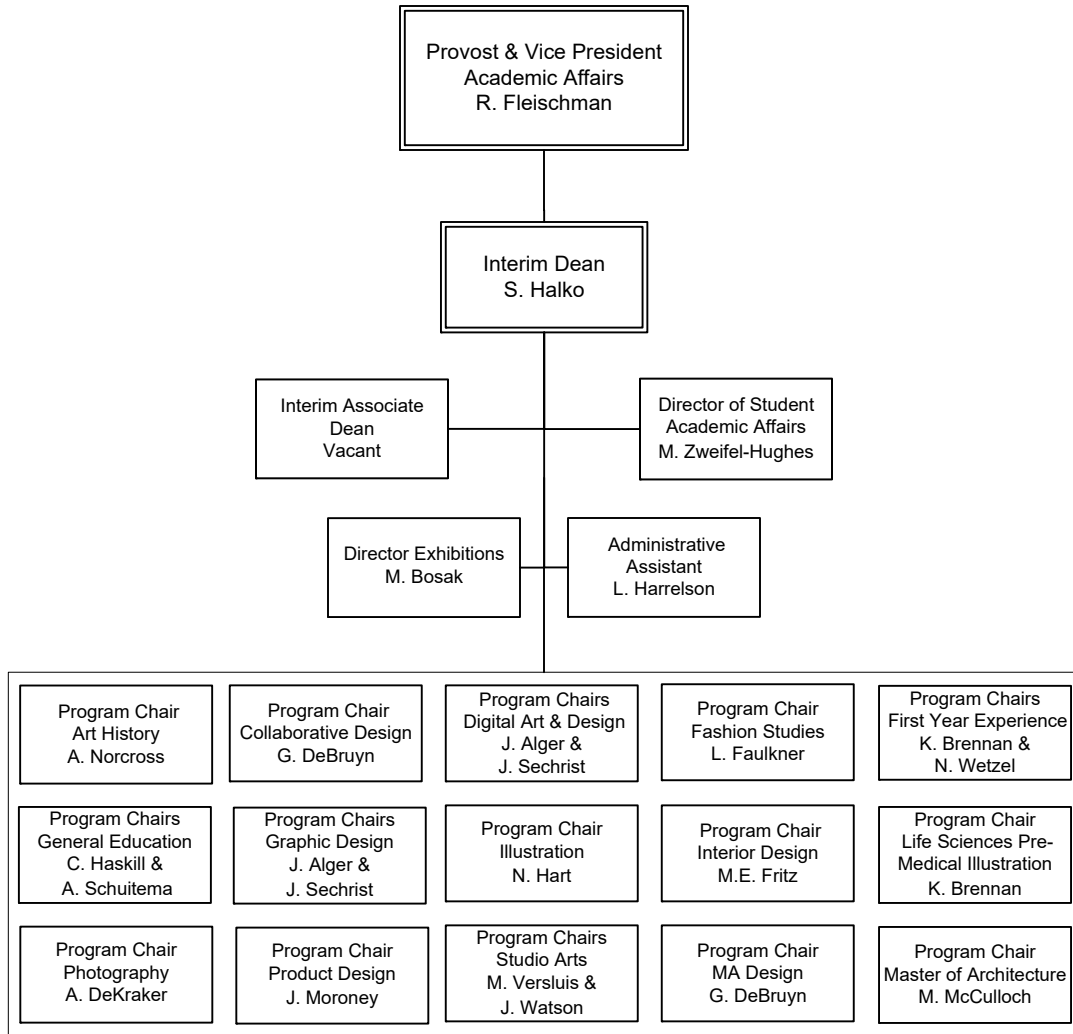 Provost & Vice President
Academic Affairs
R. Fleischman
Interim Dean
S. Halko
Interim Associate
Dean
Vacant
Director of Student
Academic Affairs
M. Zweifel-Hughes
Director Exhibitions
M. Bosak
Administrative
Assistant
L. Harrelson
Program Chair
Art History
A. Norcross
Program Chair
Collaborative Design
G. DeBruyn
Program Chairs
Digital Art & Design
J. Alger &
J. Sechrist
Program Chair
Fashion Studies
L. Faulkner
Program Chairs
First Year Experience
K. Brennan &
N. Wetzel
Program Chairs
General Education
C. Haskill &
A. Schuitema
Program Chairs
Graphic Design
J. Alger &
J. Sechrist
Program Chair
Illustration
N. Hart
Program Chair
Interior Design
M.E. Fritz
Program Chair
Life Sciences Pre-
Medical Illustration
K. Brennan
Program Chair
Photography
A. DeKraker
Program Chair
Product Design
J. Moroney
Program Chairs
Studio Arts
M. Versluis &
J. Watson
Program Chair
MA Design
G. DeBruyn
Program Chair
Master of Architecture
M. McCulloch